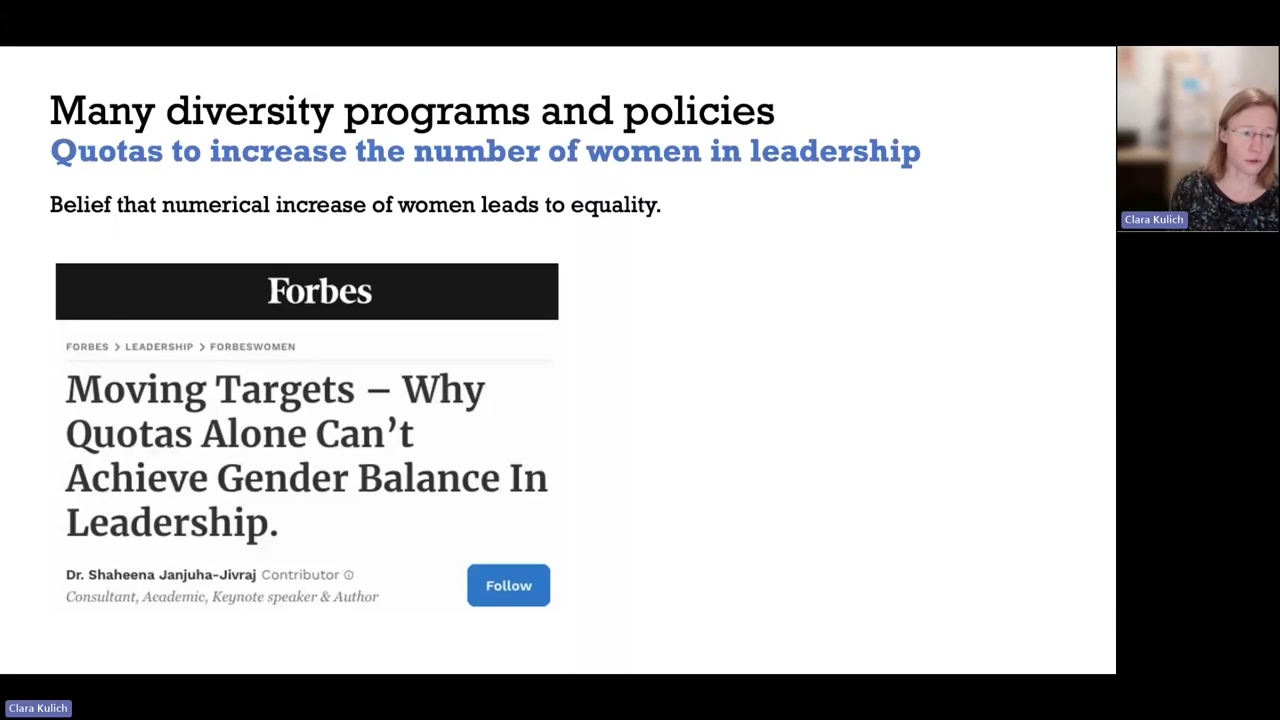 Many diversity programs and policies
Quotas to increase the number of women in leadership
Belief that numerical increase of women leads to equality.
Forbes
FORBES > LEADERSHIP > FORBESWOMEN
Moving Targets – Why
Quotas Alone Can’t
Achieve Gender Balance In
Leadership.
Dr. Shaheena Janjuha-Jivraj Contributor
Consultant, Academic, Keynote speaker & Author
Follow
Clara Kulich
Clara Kulich